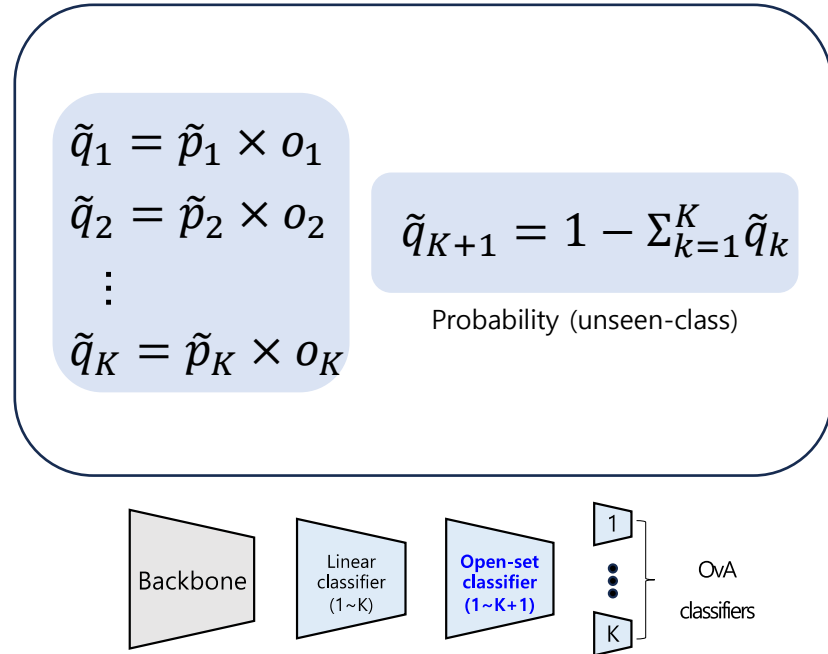 q̃₁ = p̃₁ × o₁
q̃₂ = p̃₂ × o₂
⋮
q̃_K = p̃_K × o_K
q̃_{K+1} = 1 − Σ_{k=1}^{K} q̃_k
Probability (unseen-class)
Backbone
Linear
classifier
(1~K)
Open-set
classifier
(1~K+1)
1
K
OvA
classifiers